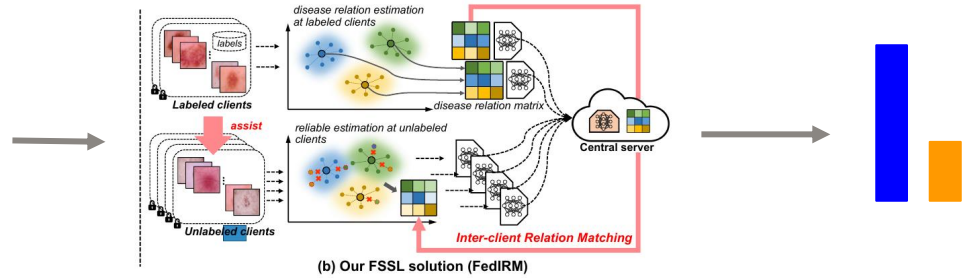 disease relation estimation
at labeled clients
labels
disease relation matrix
Labeled clients
assist
reliable estimation at unlabeled
clients
Central server
Unlabeled clients
Inter-client Relation Matching
(b) Our FSSL solution (FedIRM)